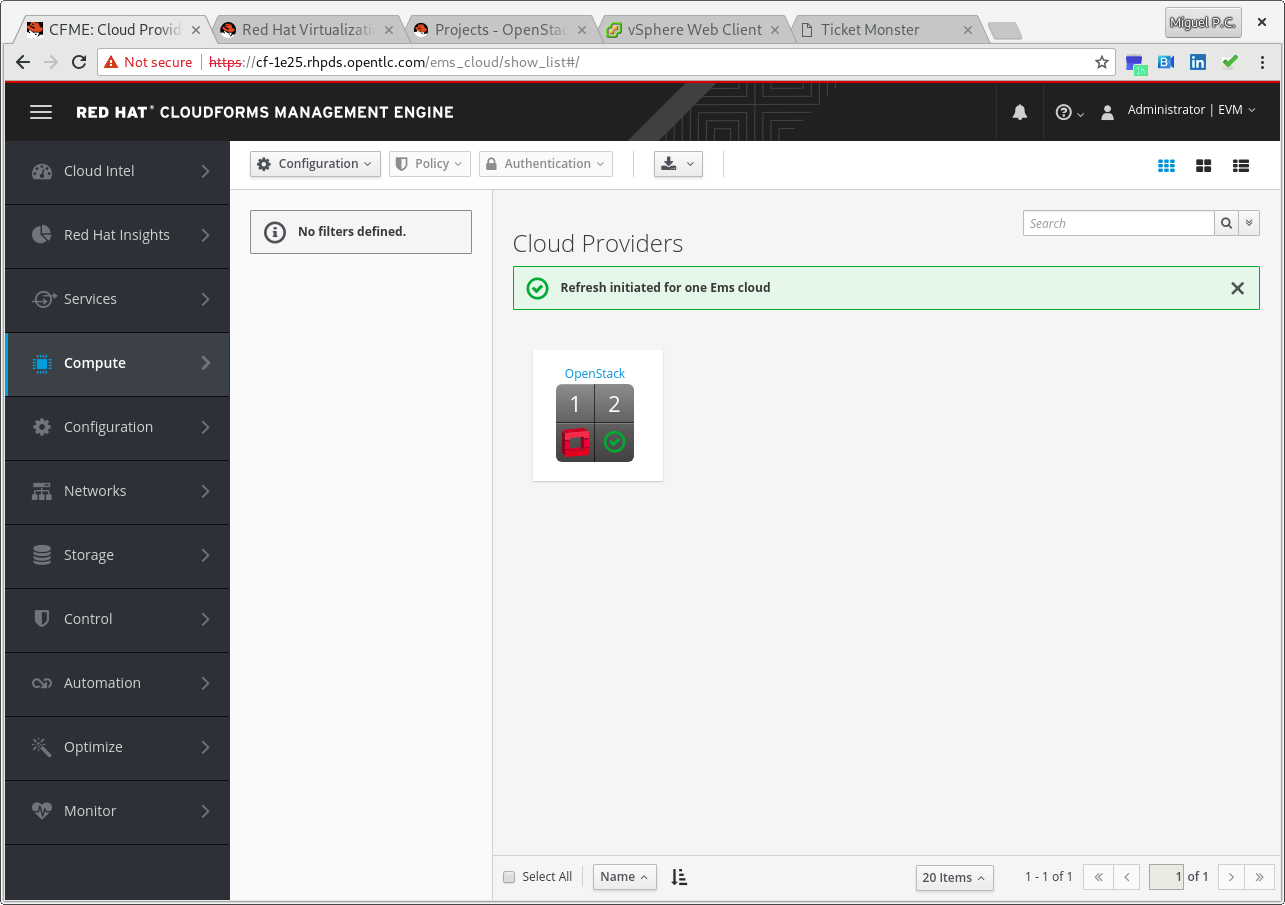 CFME: Cloud Provid
Red Hat Virtualizati
Projects - OpenStac
vSphere Web Client
Ticket Monster
Miguel P.C.
Not secure
https://cf-1e25.rhpds.opentlc.com/ems_cloud/show_list#/
1h
RED HAT® CLOUDFORMS MANAGEMENT ENGINE
Administrator | EVM
Cloud Intel
Red Hat Insights
Services
Compute
Configuration
Networks
Storage
Control
Automation
Optimize
Monitor
Configuration
Policy
Authentication
No filters defined.
Search
Cloud Providers
Refresh initiated for one Ems cloud
OpenStack
1 2
Select All
Name
20 Items
1 - 1 of 1
1 of 1